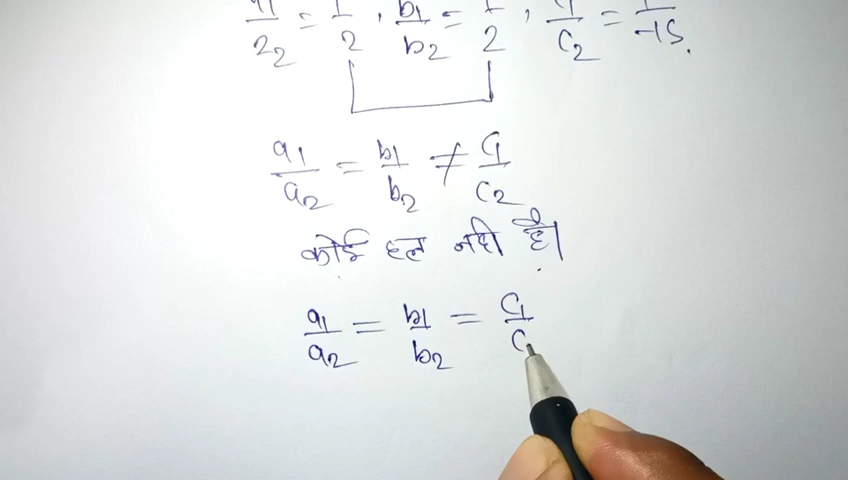 a1/a2 = 1/2 , b1/b2 = 1/2 , c1/c2 = 1/-15.
a1/a2 = b1/b2 ≠ c1/c2
कोई हल नही है।
a1/a2 = b1/b2 = c1/c